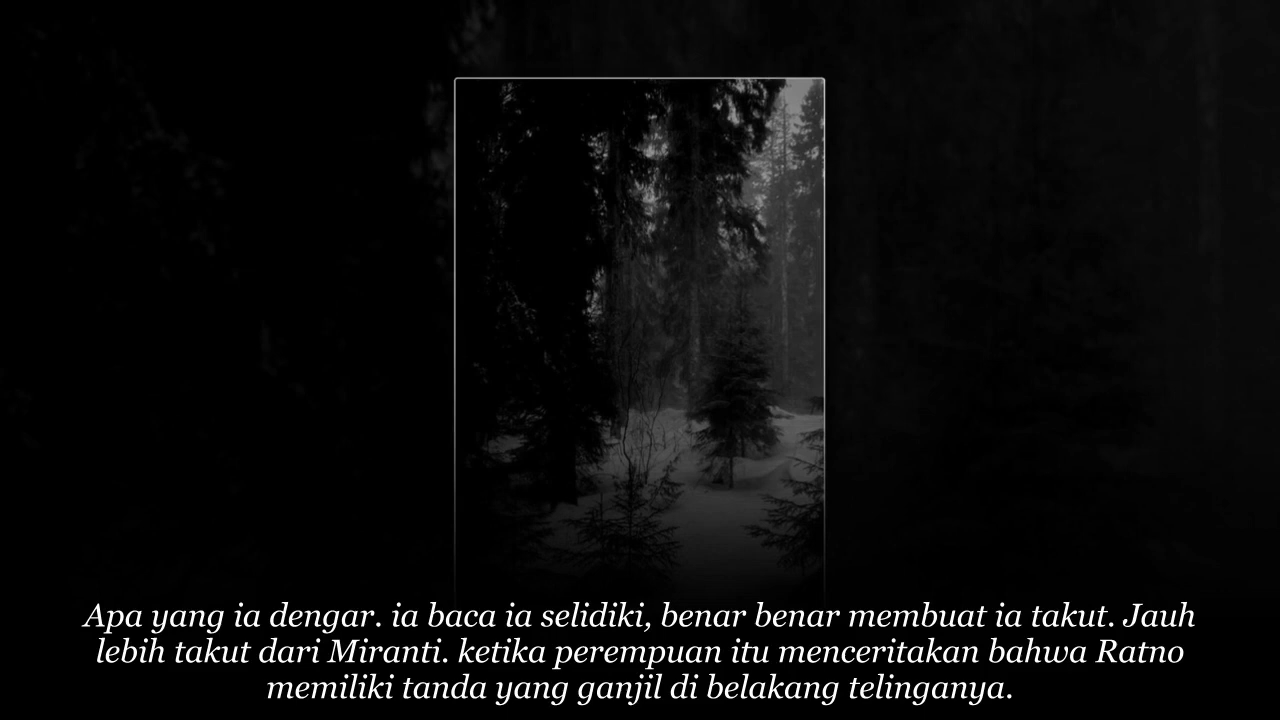 Apa yang ia dengar. ia baca ia selidiki, benar benar membuat ia takut. Jauh
lebih takut dari Miranti. ketika perempuan itu menceritakan bahwa Ratno
memiliki tanda yang ganjil di belakang telinganya.